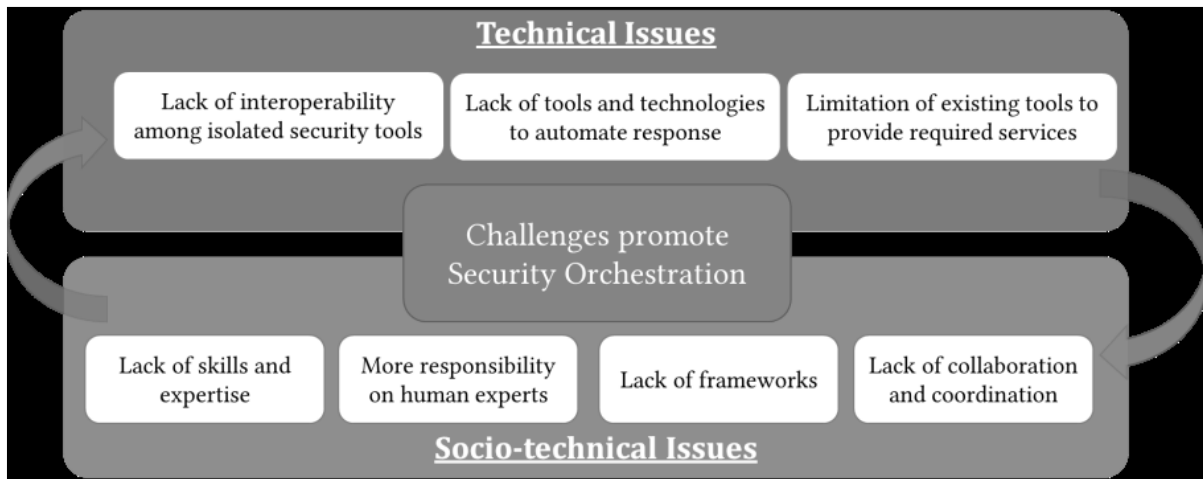 Technical Issues
Lack of interoperability
among isolated security tools
Lack of tools and technologies
to automate response
Limitation of existing tools to
provide required services
Challenges promote
Security Orchestration
Lack of skills and
expertise
More responsibility
on human experts
Lack of frameworks
Lack of collaboration
and coordination
Socio-technical Issues